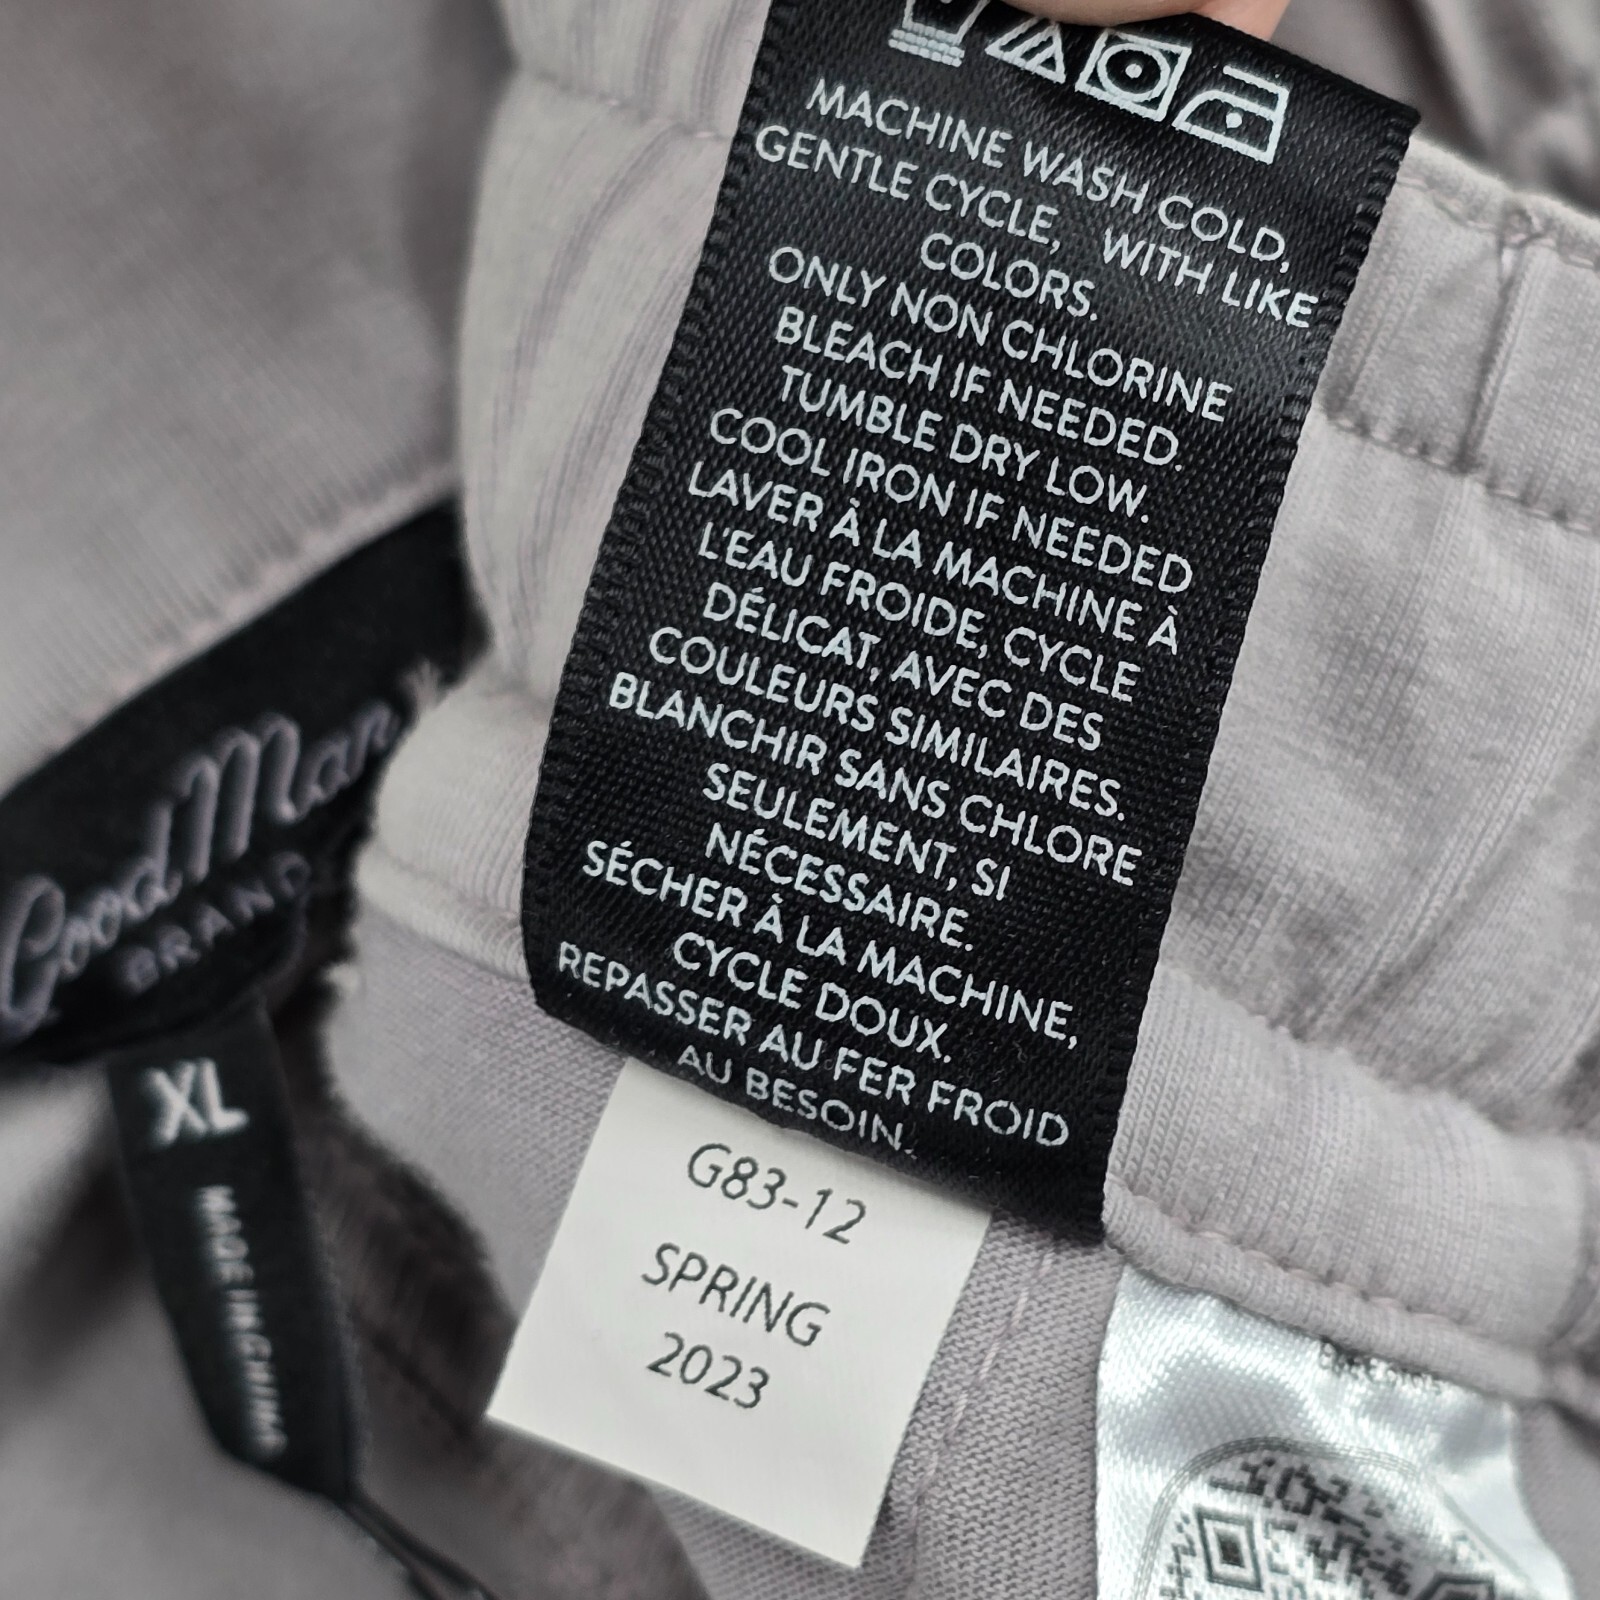 MACHINE WASH COLD,
GENTLE CYCLE, WITH LIKE
COLORS.
ONLY NON CHLORINE
BLEACH IF NEEDED.
TUMBLE DRY LOW.
COOL IRON IF NEEDED
LAVER À LA MACHINE À
L'EAU FROIDE, CYCLE
DÉLICAT, AVEC DES
COULEURS SIMILAIRES.
BLANCHIR SANS CHLORE
SEULEMENT, SI
NÉCESSAIRE.
SÉCHER À LA MACHINE,
CYCLE DOUX.
REPASSER AU FER FROID
AU BESOIN.
G83-12
SPRING
2023
Good Man
BRAND
XL
MADE IN CHINA